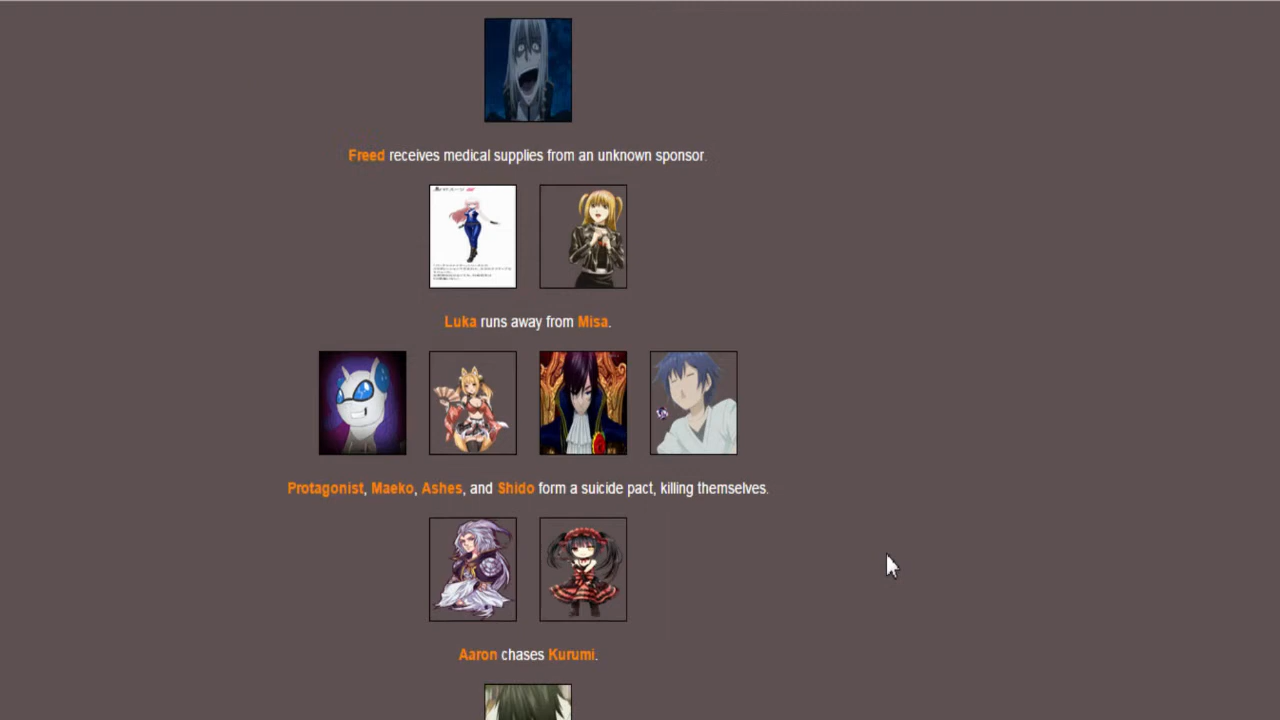 Freed receives medical supplies from an unknown sponsor.
Luka runs away from Misa.
Protagonist, Maeko, Ashes, and Shido form a suicide pact, killing themselves.
Aaron chases Kurumi.